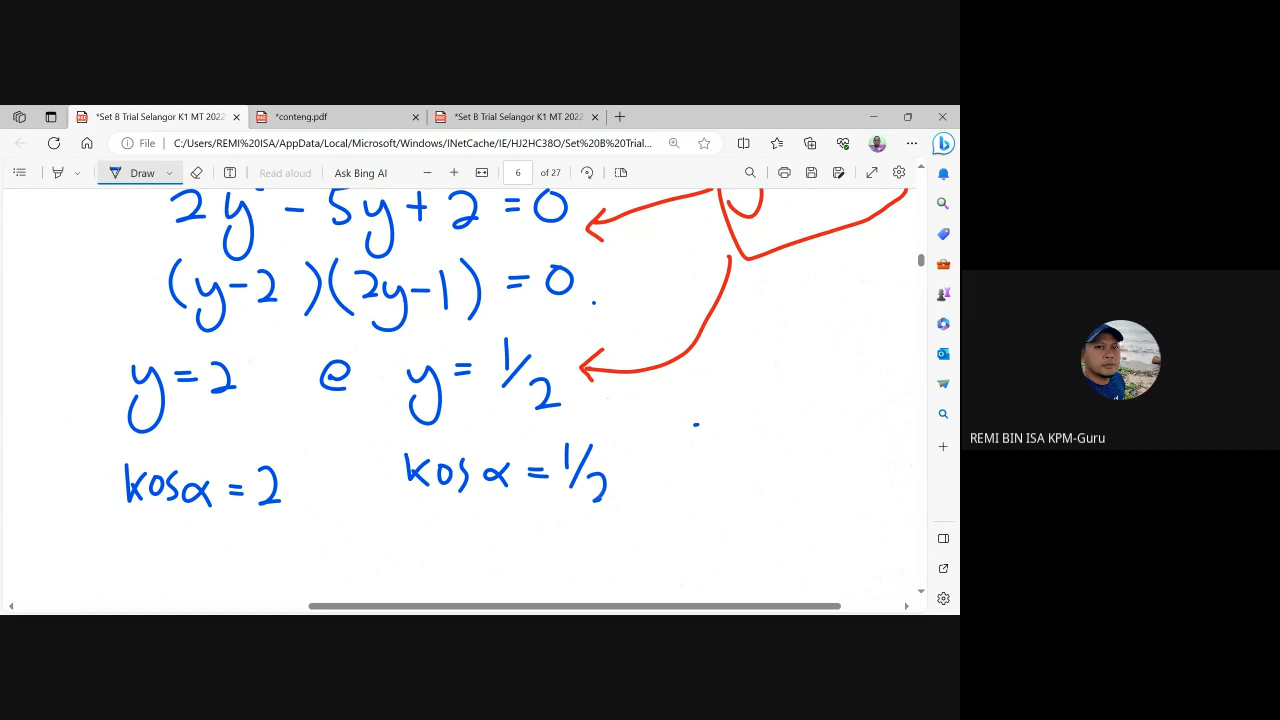 *Set B Trial Selangor K1 MT 2022 *conteng.pdf *Set B Trial Selangor K1 MT 2022
File C:/Users/REMI%20ISA/AppData/Local/Microsoft/Windows/INetCache/IE/HJ2HC38O/Set%20B%20Trial...
Draw Read aloud Ask Bing AI 6 of 27
2y² - 5y + 2 = 0
(y-2)(2y-1) = 0
y = 2 @ y = 1/2
kos α = 2 kos α = 1/2
REMI BIN ISA KPM-Guru